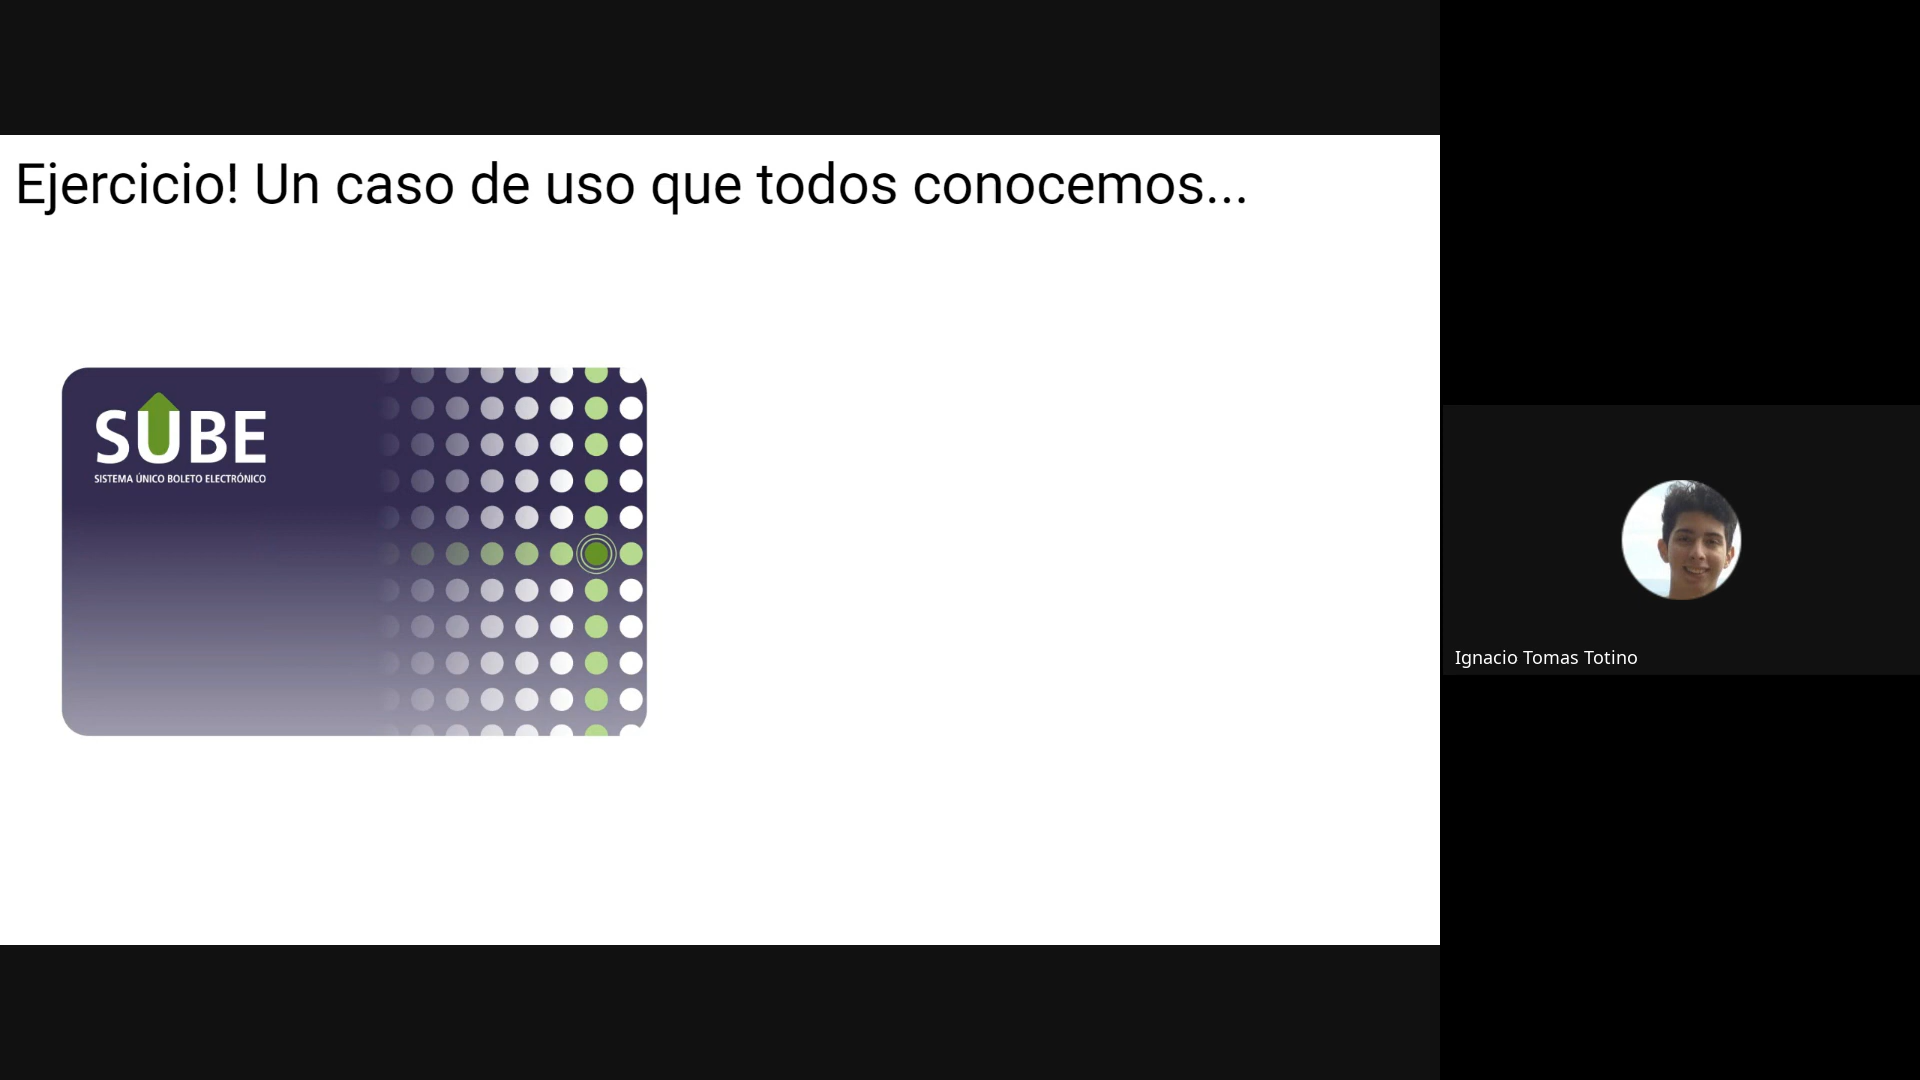 Ejercicio! Un caso de uso que todos conocemos...
SUBE
SISTEMA ÚNICO BOLETO ELECTRÓNICO
Ignacio Tomas Totino